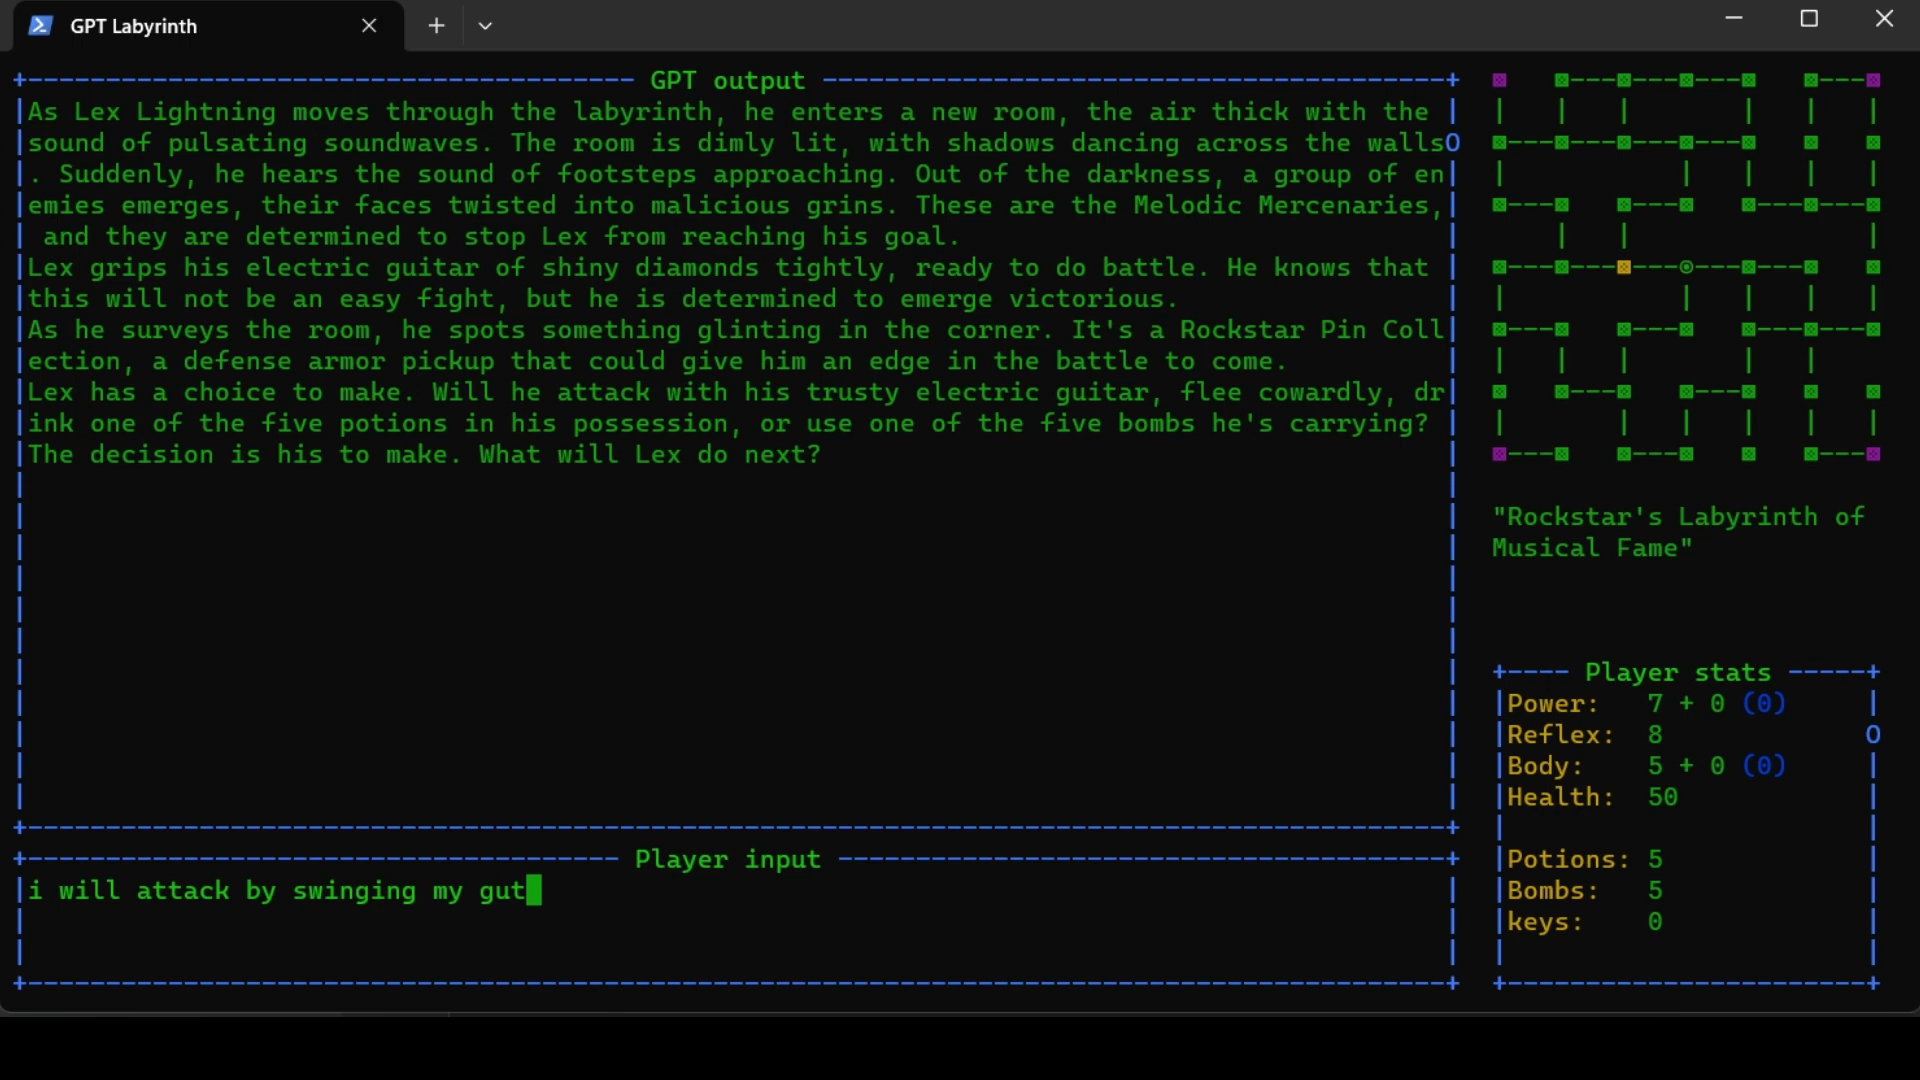 GPT Labyrinth
GPT output
As Lex Lightning moves through the labyrinth, he enters a new room, the air thick with the
sound of pulsating soundwaves. The room is dimly lit, with shadows dancing across the walls
. Suddenly, he hears the sound of footsteps approaching. Out of the darkness, a group of en
emies emerges, their faces twisted into malicious grins. These are the Melodic Mercenaries,
and they are determined to stop Lex from reaching his goal.
Lex grips his electric guitar of shiny diamonds tightly, ready to do battle. He knows that
this will not be an easy fight, but he is determined to emerge victorious.
As he surveys the room, he spots something glinting in the corner. It's a Rockstar Pin Coll
ection, a defense armor pickup that could give him an edge in the battle to come.
Lex has a choice to make. Will he attack with his trusty electric guitar, flee cowardly, dr
ink one of the five potions in his possession, or use one of the five bombs he's carrying?
The decision is his to make. What will Lex do next?
Player input
i will attack by swinging my gut
"Rockstar's Labyrinth of
Musical Fame"
Player stats
Power: 7 + 0 (0)
Reflex: 8
Body: 5 + 0 (0)
Health: 50
Potions: 5
Bombs: 5
keys: 0